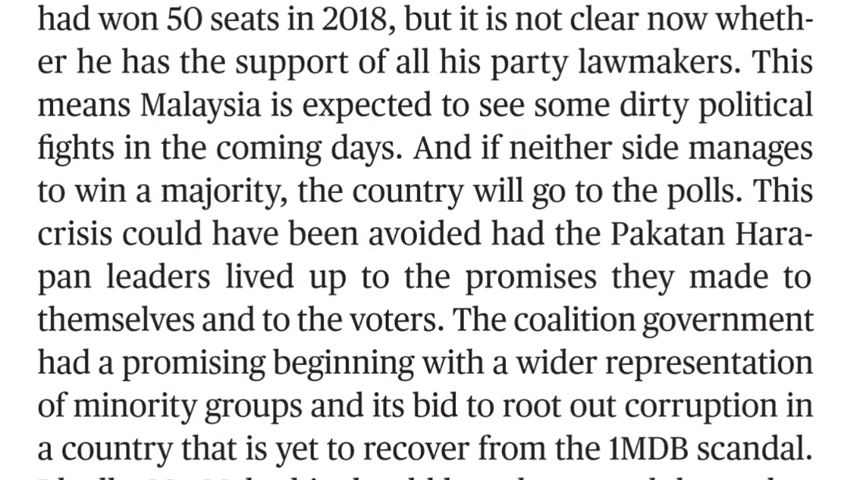 had won 50 seats in 2018, but it is not clear now wheth-
er he has the support of all his party lawmakers. This
means Malaysia is expected to see some dirty political
fights in the coming days. And if neither side manages
to win a majority, the country will go to the polls. This
crisis could have been avoided had the Pakatan Hara-
pan leaders lived up to the promises they made to
themselves and to the voters. The coalition government
had a promising beginning with a wider representation
of minority groups and its bid to root out corruption in
a country that is yet to recover from the 1MDB scandal.